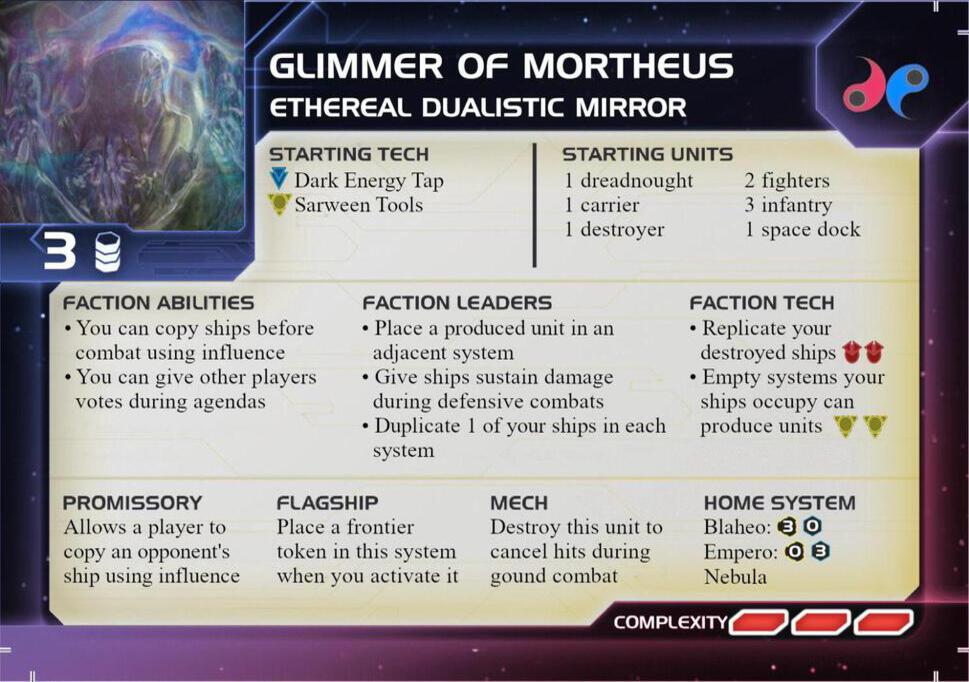 GLIMMER OF MORTHEUS
ETHEREAL DUALISTIC MIRROR
3
STARTING TECH
Dark Energy Tap
Sarween Tools
STARTING UNITS
1 dreadnought
1 carrier
1 destroyer
2 fighters
3 infantry
1 space dock
FACTION ABILITIES
• You can copy ships before
combat using influence
• You can give other players
votes during agendas
FACTION LEADERS
• Place a produced unit in an
adjacent system
• Give ships sustain damage
during defensive combats
• Duplicate 1 of your ships in each
system
FACTION TECH
• Replicate your
destroyed ships
• Empty systems your
ships occupy can
produce units
PROMISSORY
Allows a player to
copy an opponent's
ship using influence
FLAGSHIP
Place a frontier
token in this system
when you activate it
MECH
Destroy this unit to
cancel hits during
gound combat
HOME SYSTEM
Blaheo: 3 0
Empero: 0 3
Nebula
COMPLEXITY